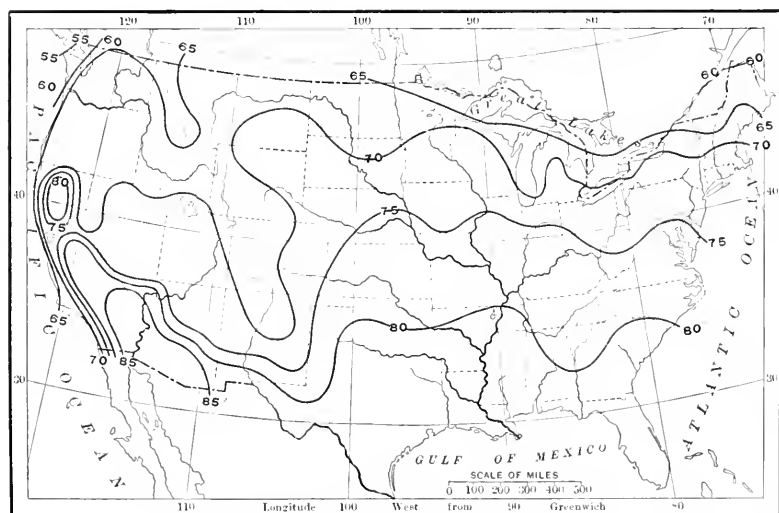 120 110 100 90 80 70
55 60 65
60 65 60 60
65
70 70
80 40
40 75
75 75
80 80
65
70 85
30 85 30
PACIFIC OCEAN
Great Lakes
ATLANTIC OCEAN
GULF OF MEXICO
SCALE OF MILES
0 100 200 300 400 500
110 Longitude 100 West from 90 Greenwich 80